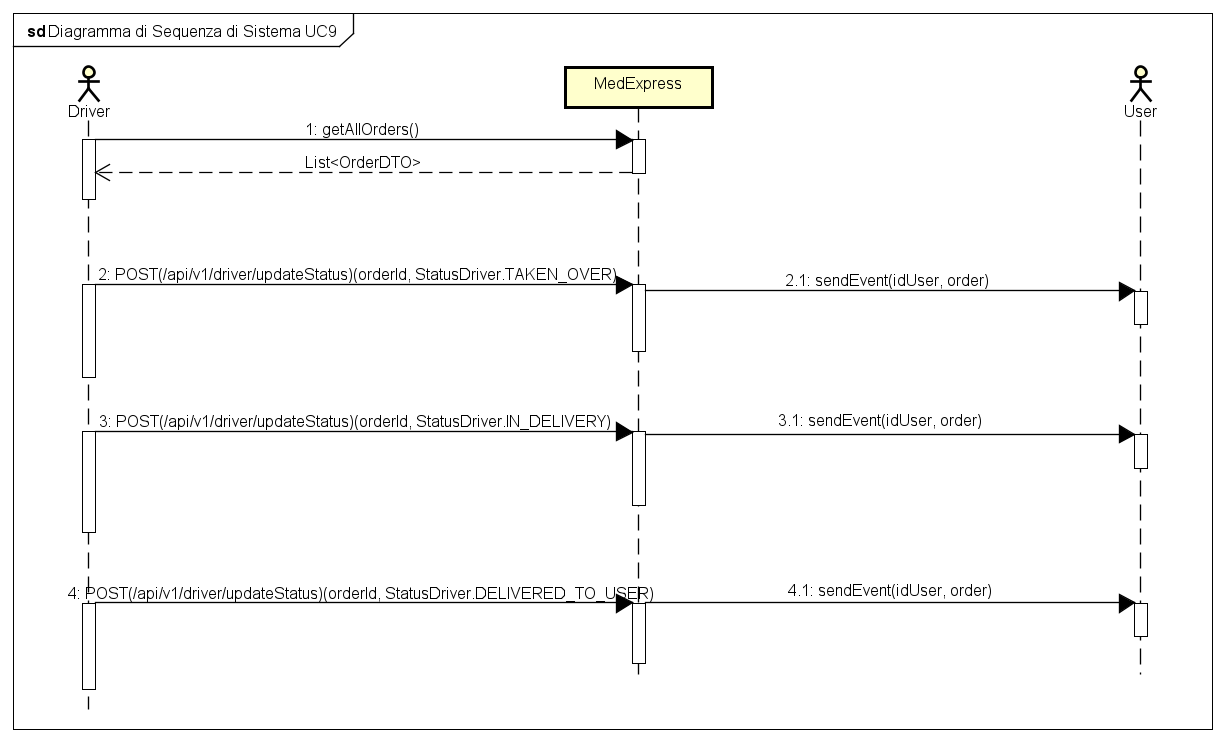 sd Diagramma di Sequenza di Sistema UC9
Driver
MedExpress
User
1: getAllOrders()
List<OrderDTO>
2: POST(/api/v1/driver/updateStatus)(orderId, StatusDriver.TAKEN_OVER)
2.1: sendEvent(idUser, order)
3: POST(/api/v1/driver/updateStatus)(orderId, StatusDriver.IN_DELIVERY)
3.1: sendEvent(idUser, order)
4: POST(/api/v1/driver/updateStatus)(orderId, StatusDriver.DELIVERED_TO_USER)
4.1: sendEvent(idUser, order)